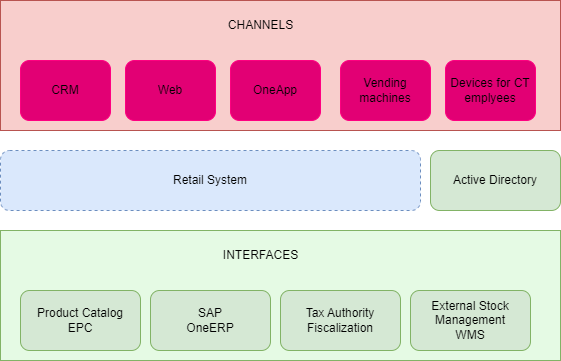 CHANNELS
CRM
Web
OneApp
Vending
machines
Devices for CT
emplyees
Retail System
Active Directory
INTERFACES
Product Catalog
EPC
SAP
OneERP
Tax Authority
Fiscalization
External Stock
Management
WMS